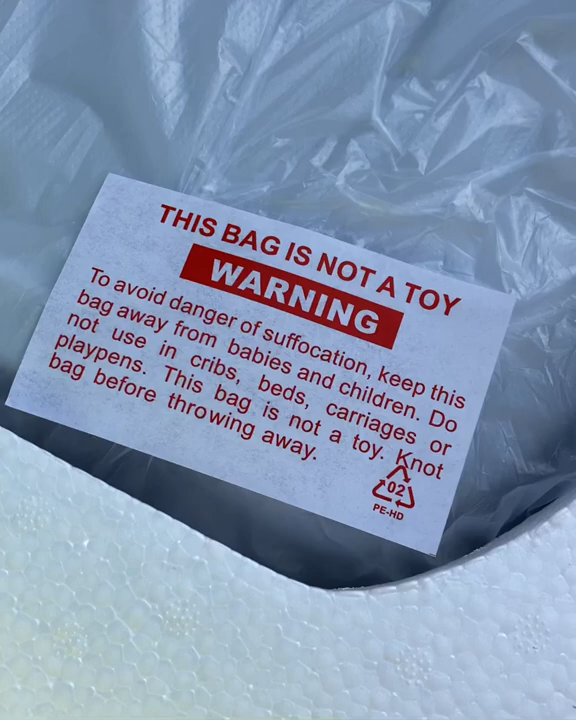 THIS BAG IS NOT A TOY
WARNING
To avoid danger of suffocation, keep this
bag away from babies and children. Do
not use in cribs, beds, carriages or
playpens. This bag is not a toy. Knot
bag before throwing away.
02
PE-HD